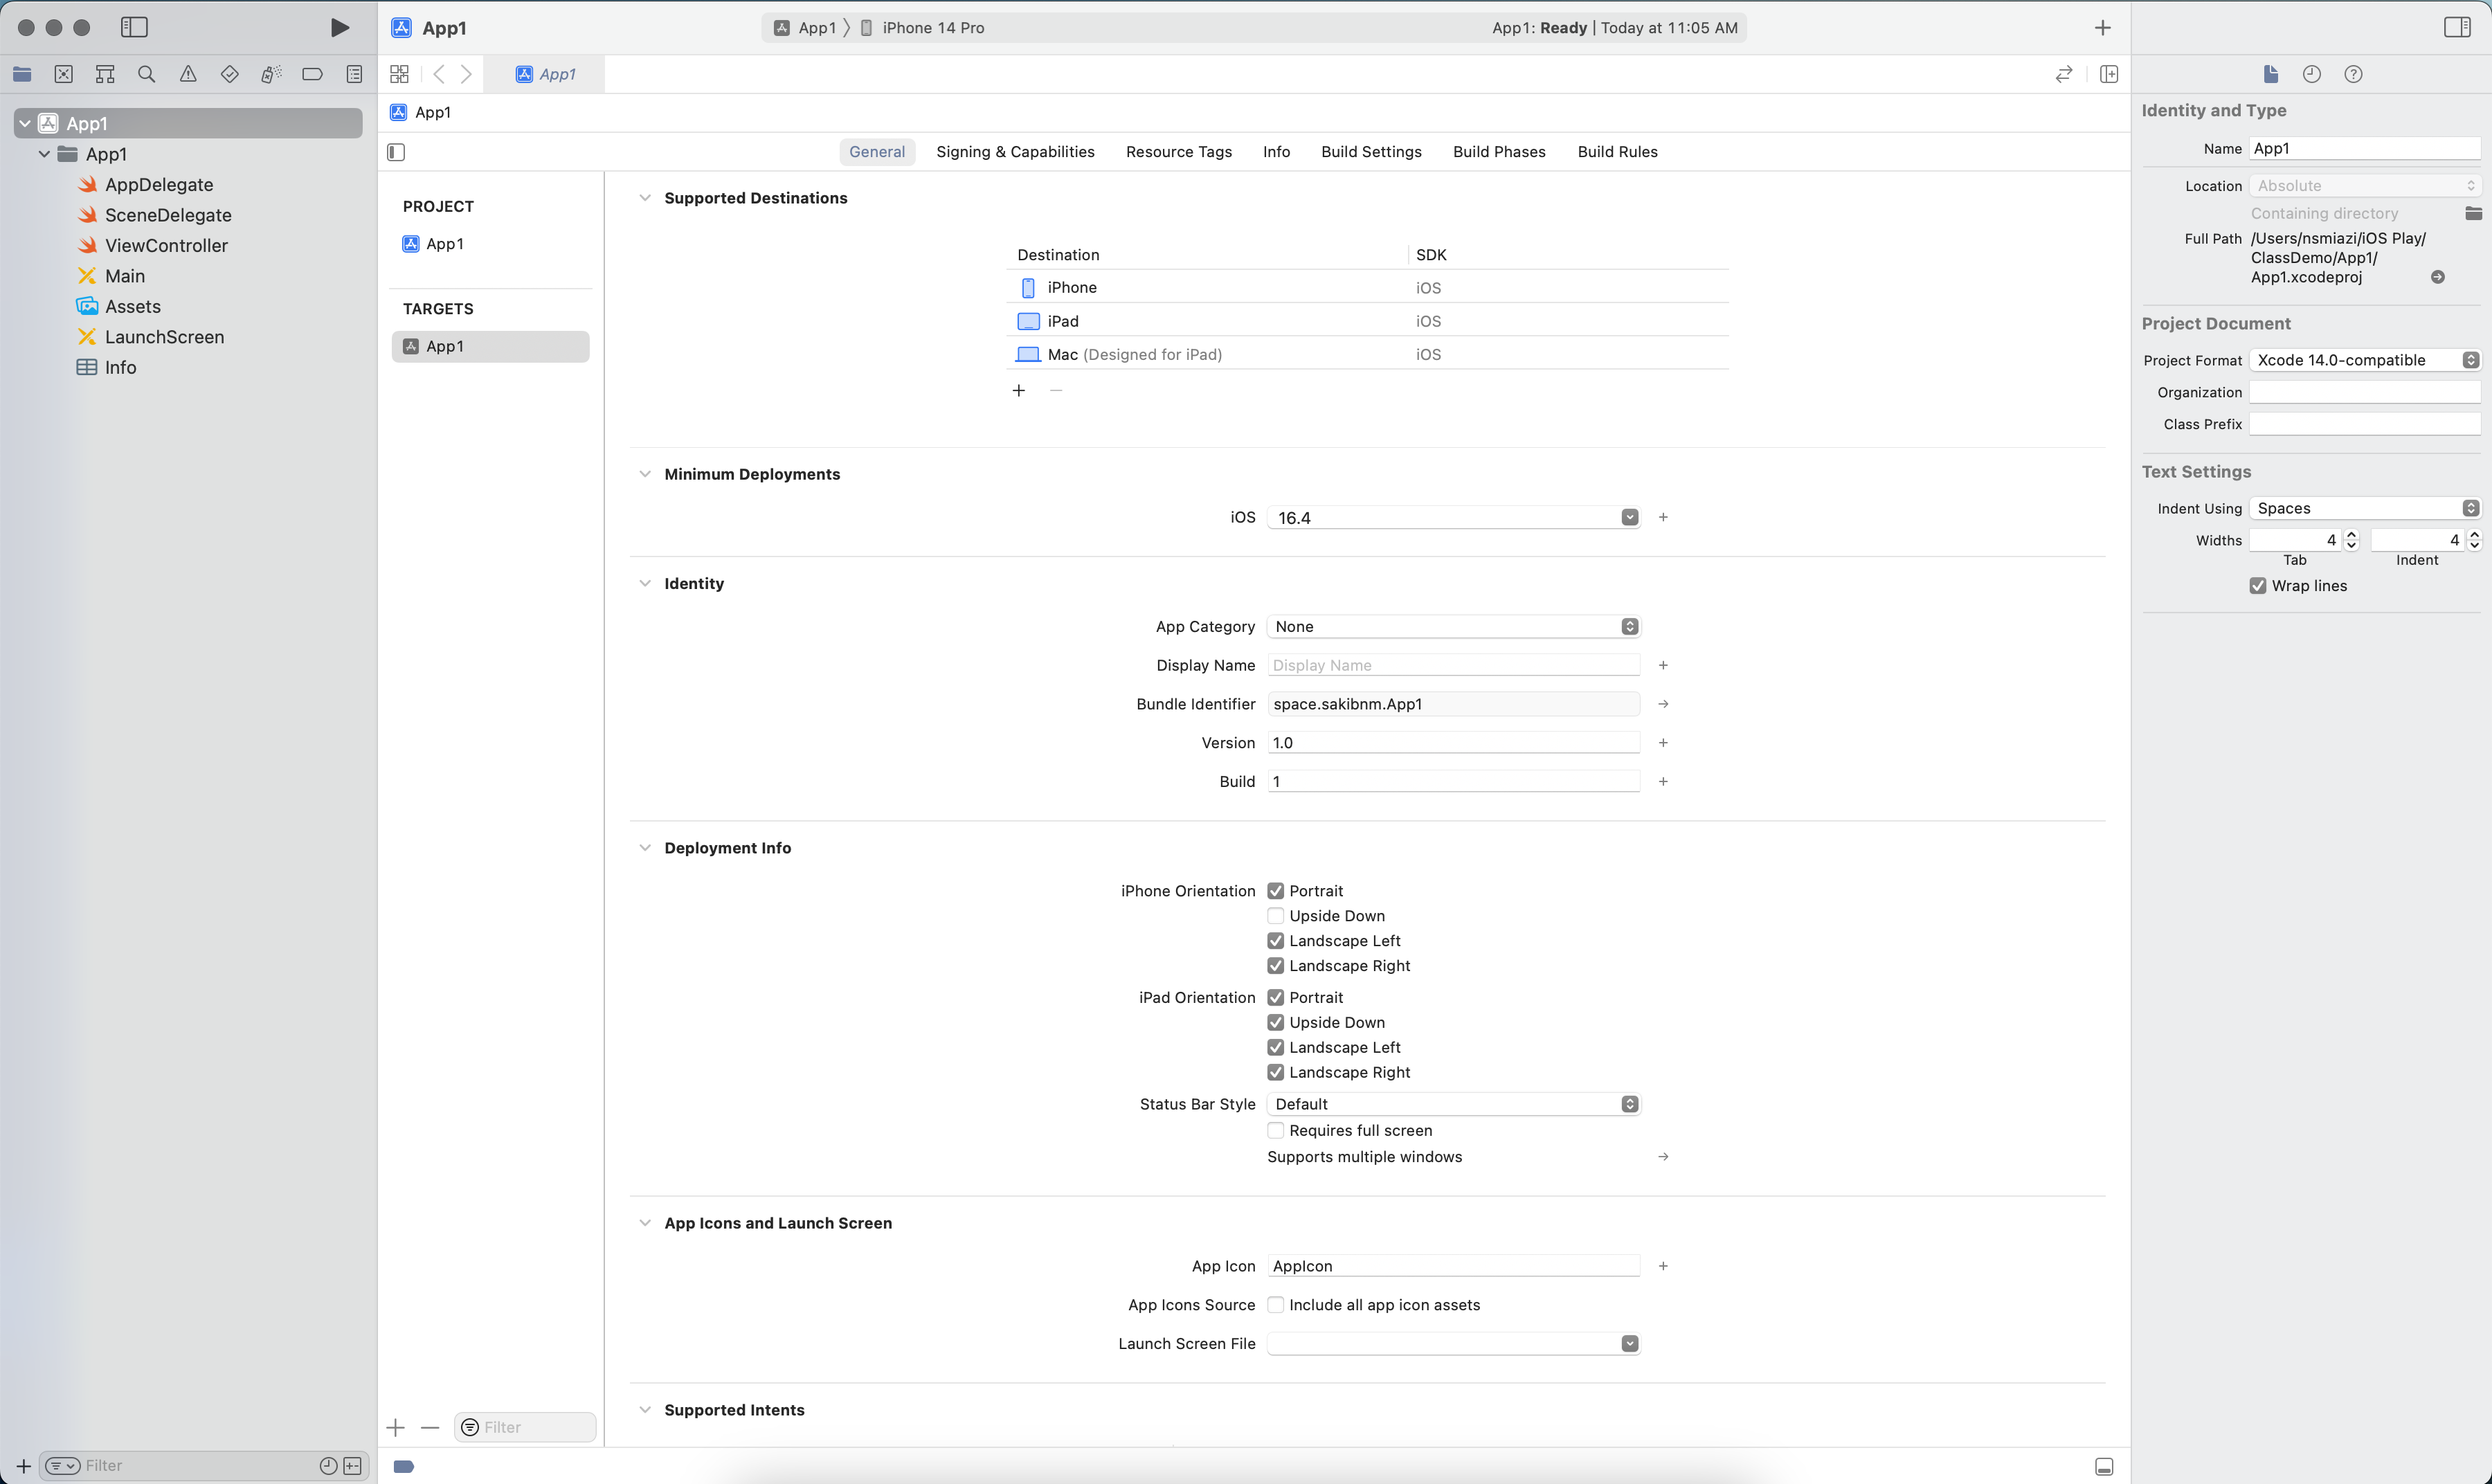 App1
App1 〉 iPhone 14 Pro
App1: Ready | Today at 11:05 AM
App1
App1
App1
AppDelegate
SceneDelegate
ViewController
Main
Assets
LaunchScreen
Info
Filter
App1
General Signing & Capabilities Resource Tags Info Build Settings Build Phases Build Rules
PROJECT
App1
TARGETS
App1
Filter
Supported Destinations
Destination SDK
iPhone iOS
iPad iOS
Mac (Designed for iPad) iOS
Minimum Deployments
iOS 16.4
Identity
App Category None
Display Name Display Name
Bundle Identifier space.sakibnm.App1
Version 1.0
Build 1
Deployment Info
iPhone Orientation Portrait
Upside Down
Landscape Left
Landscape Right
iPad Orientation Portrait
Upside Down
Landscape Left
Landscape Right
Status Bar Style Default
Requires full screen
Supports multiple windows
App Icons and Launch Screen
App Icon AppIcon
App Icons Source Include all app icon assets
Launch Screen File
Supported Intents
Identity and Type
Name App1
Location Absolute
Containing directory
Full Path /Users/nsmiazi/iOS Play/
ClassDemo/App1/
App1.xcodeproj
Project Document
Project Format Xcode 14.0-compatible
Organization
Class Prefix
Text Settings
Indent Using Spaces
Widths 4 4
Tab Indent
Wrap lines